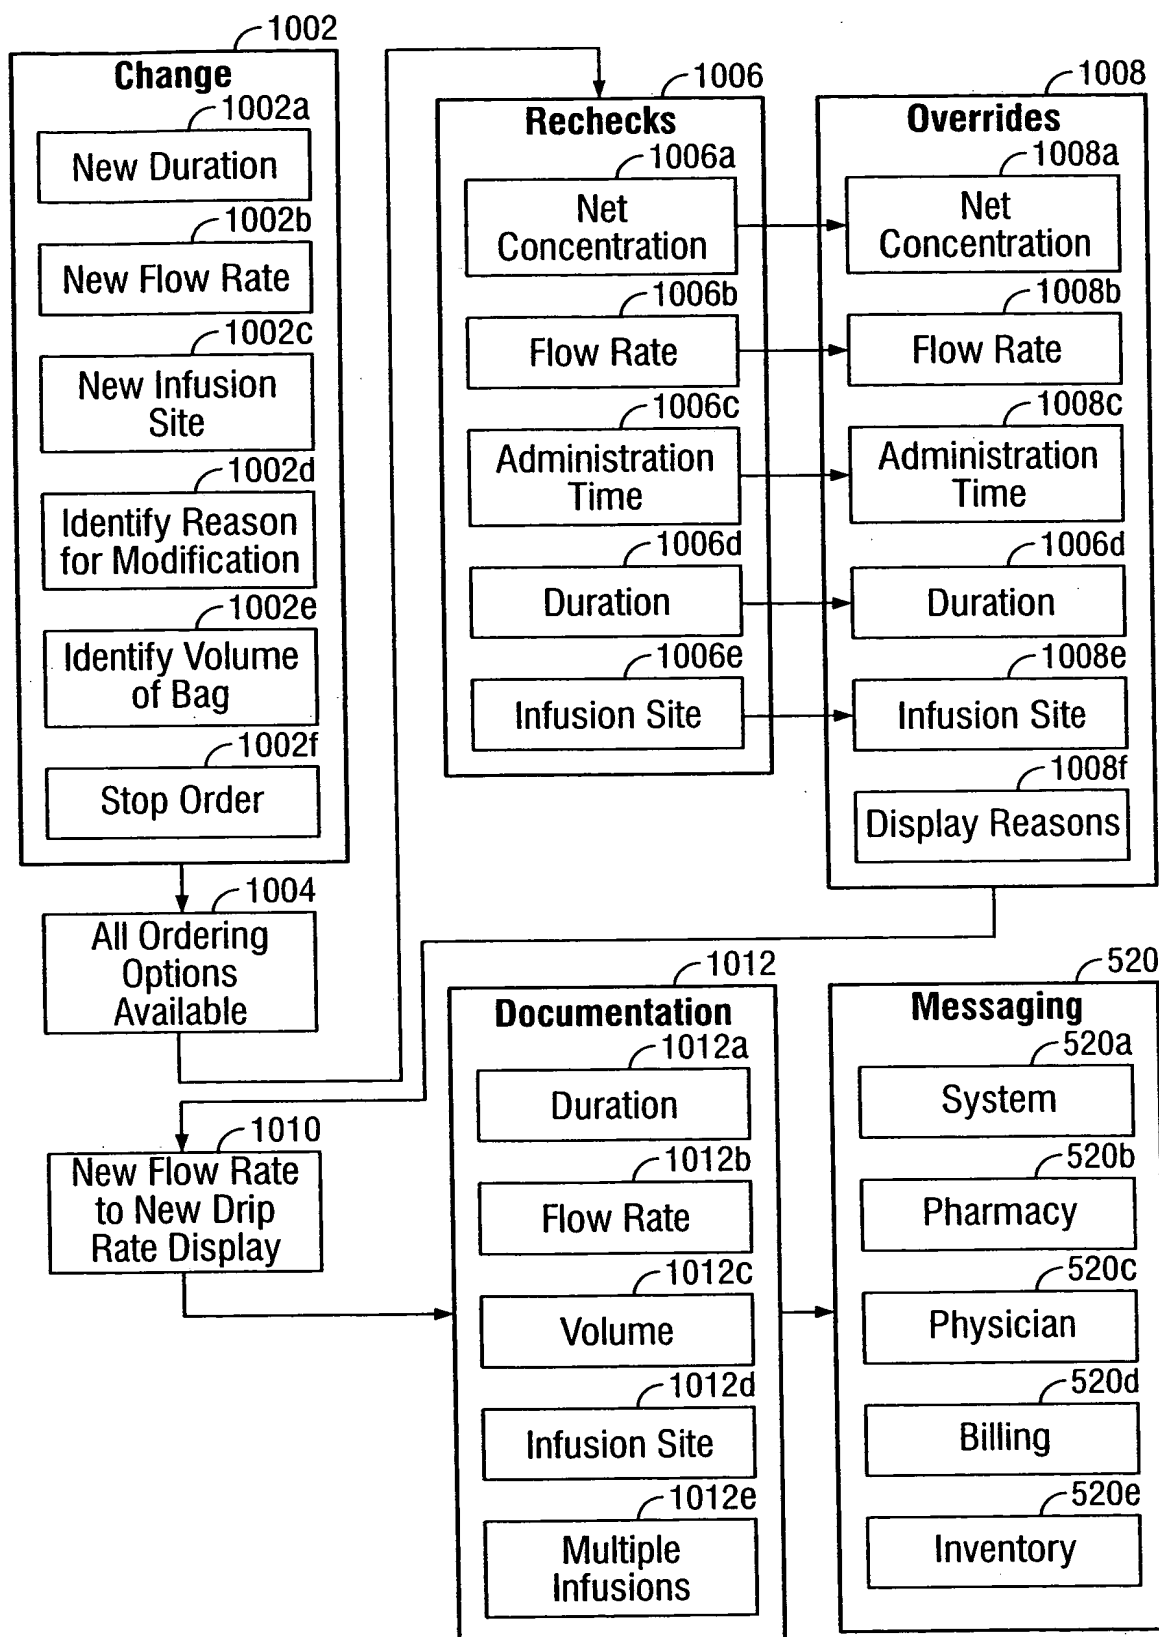 1002
Change
1002a
New Duration
1002b
New Flow Rate
1002c
New Infusion
Site
1002d
Identify Reason
for Modification
1002e
Identify Volume
of Bag
1002f
Stop Order
1004
All Ordering
Options
Available
1006
Rechecks
1006a
Net
Concentration
1006b
Flow Rate
1006c
Administration
Time
1006d
Duration
1006e
Infusion Site
1008
Overrides
1008a
Net
Concentration
1008b
Flow Rate
1008c
Administration
Time
1006d
Duration
1008e
Infusion Site
1008f
Display Reasons
1010
New Flow Rate
to New Drip
Rate Display
1012
Documentation
1012a
Duration
1012b
Flow Rate
1012c
Volume
1012d
Infusion Site
1012e
Multiple
Infusions
520
Messaging
520a
System
520b
Pharmacy
520c
Physician
520d
Billing
520e
Inventory